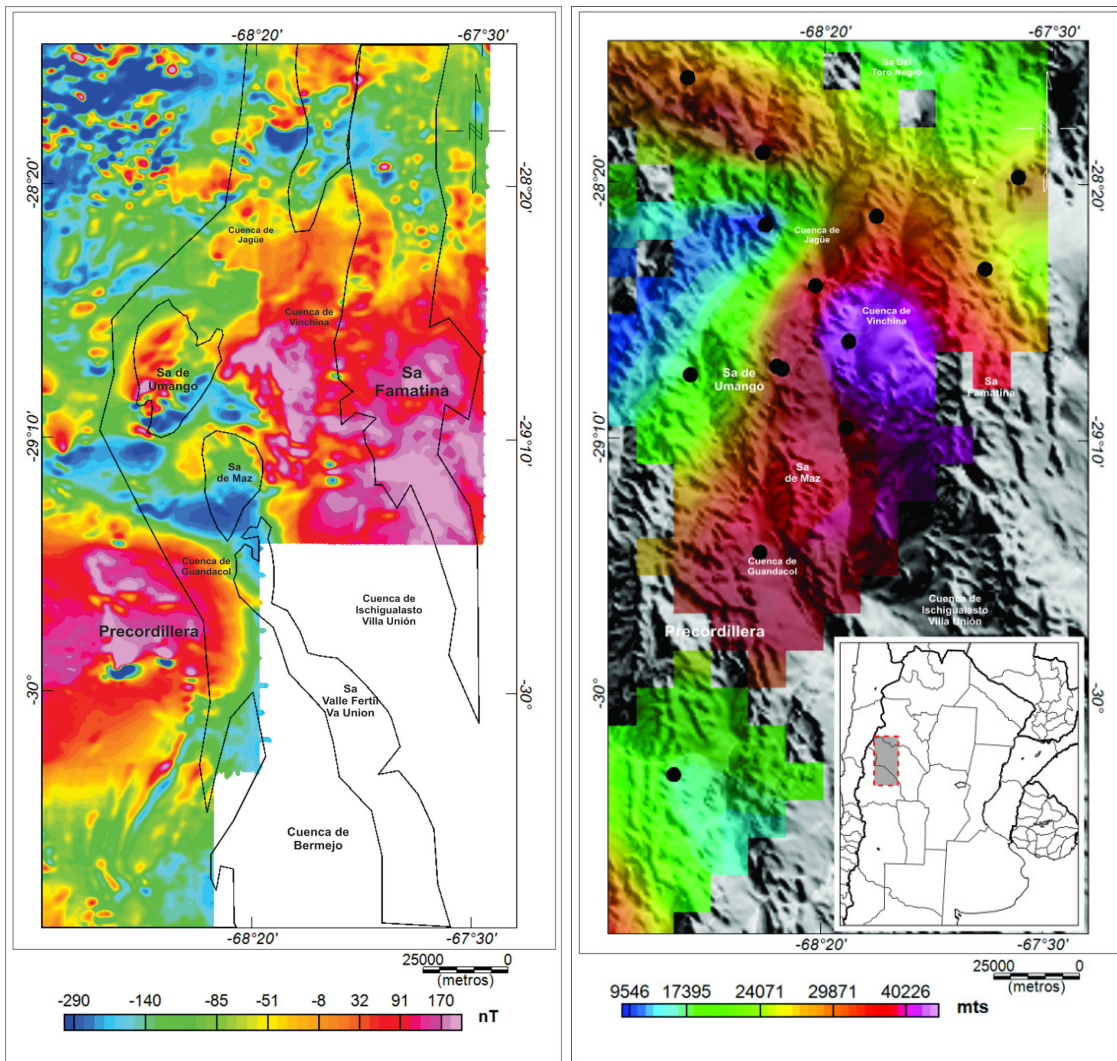 -68°20'
-67°30'
Cuenca de
Jagüe
-28°20'
Cuenca de
Vinchina
Sa de
Umango
Sa
Famatina
-29°10'
-29°10'
Sa
de Maz
Cuenca de
Guandacol
Cuenca de
Ischigualasto
Villa Unión
Precordillera
-30°
-30°
Sa
Valle Fertil
Va Union
Cuenca de
Bermejo
-28°20'
-68°20'
-67°30'
25000 0
(metros)
-290 -140 -85 -51 -8 32 91 170 nT
-68°20'
-67°30'
Sa Del
Toro Negro
N
-28°20'
-28°20'
Cuenca de
Jagüe
Cuenca de
Vinchina
Sa de
Umango
Sa
Famatina
-29°10'
-29°10'
Sa
de Maz
Cuenca de
Guandacol
Cuenca de
Ischigualasto
Villa Unión
Precordillera
-30°
-30°
-68°20'
-67°30'
25000 0
(metros)
9546 17395 24071 29871 40226 mts